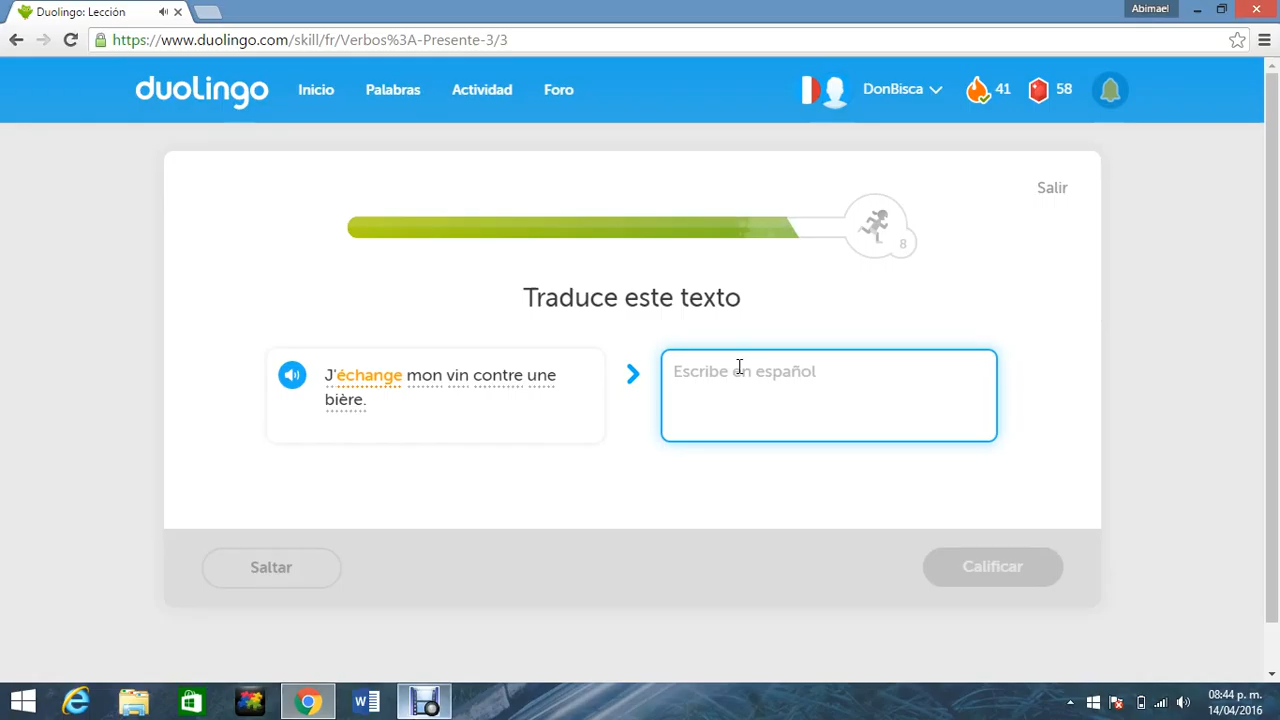 Duolingo: Lección
Abimael
https://www.duolingo.com/skill/fr/Verbos%3A-Presente-3/3
duolingo Inicio Palabras Actividad Foro DonBisca 41 58
Salir
8
Traduce este texto
J'échange mon vin contre une
bière.
Escribe en español
Saltar Calificar
08:44 p. m.
14/04/2016